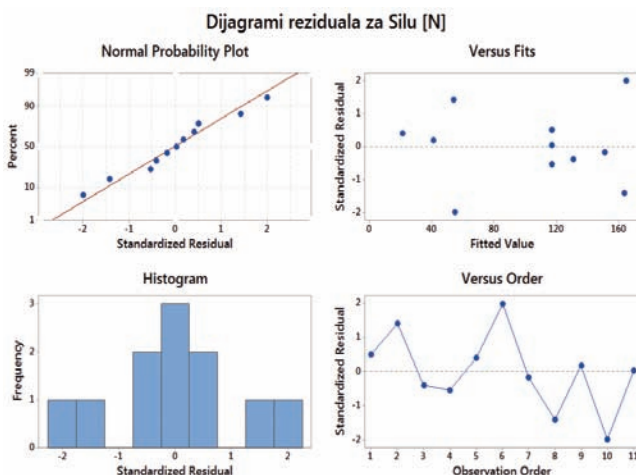 Dijagrami reziduala za Silu [N]
Normal Probability Plot
Percent
99
90
50
10
1
-2 -1 0 1 2
Standardized Residual
Versus Fits
Standardized Residual
2
1
0
-1
-2
0 40 80 120 160
Fitted Value
Histogram
Frequency
3
2
1
0
-2 -1 0 1 2
Standardized Residual
Versus Order
Standardized Residual
2
1
0
-1
-2
1 2 3 4 5 6 7 8 9 10 11
Observation Order